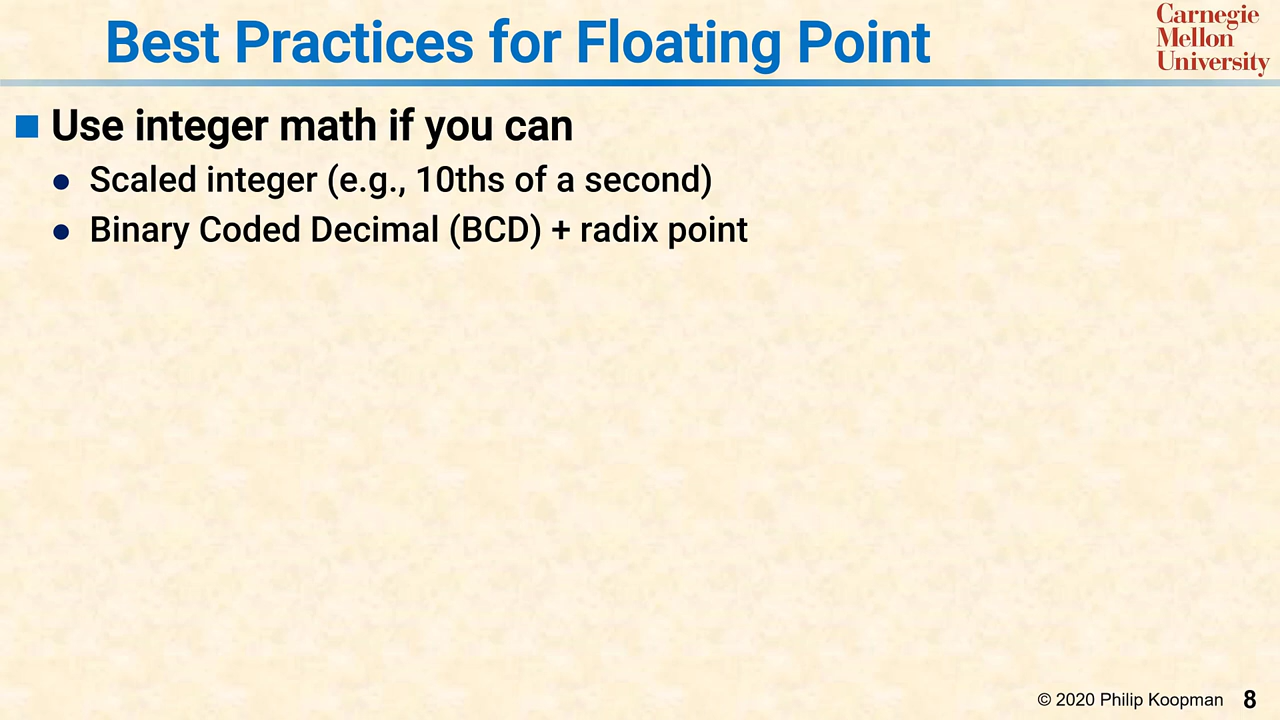 Best Practices for Floating Point
Carnegie
Mellon
University
Use integer math if you can
Scaled integer (e.g., 10ths of a second)
Binary Coded Decimal (BCD) + radix point
© 2020 Philip Koopman 8